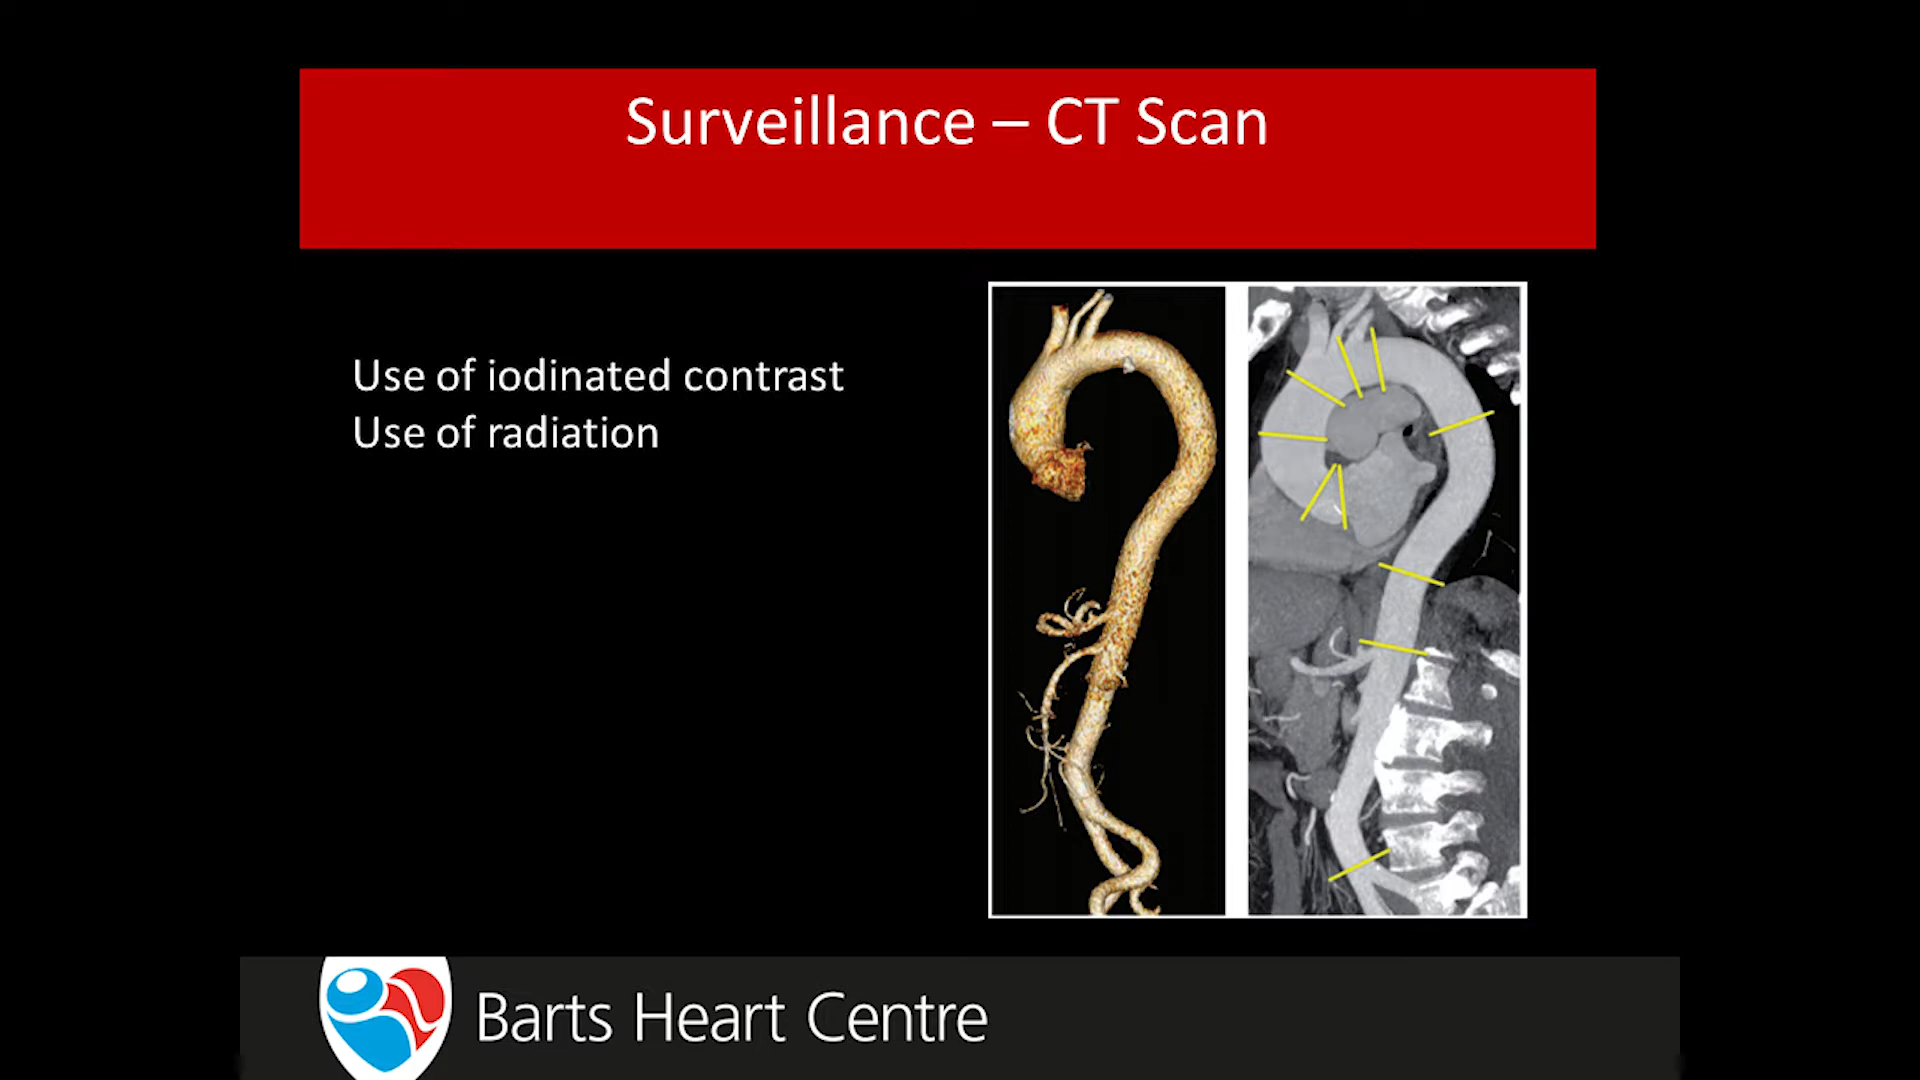 Surveillance – CT Scan
Use of iodinated contrast
Use of radiation
Barts Heart Centre